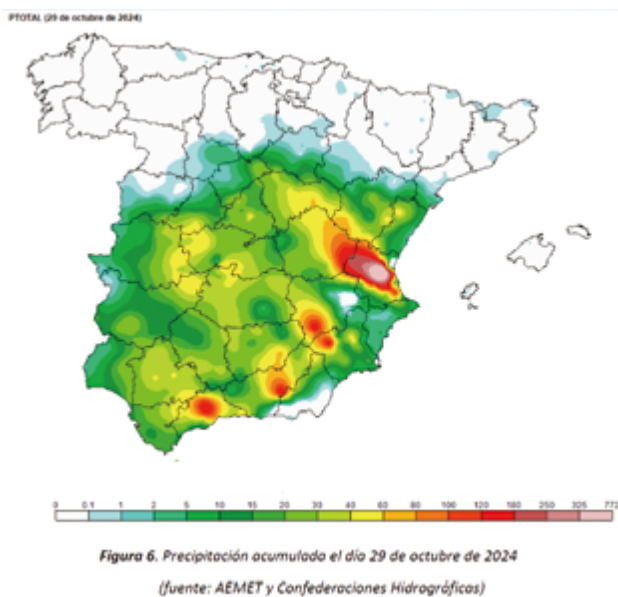 PTOTAL (29 de octubre de 2024)
0 0.1 1 2 5 10 15 20 30 40 60 80 100 120 180 250 325 772
Figura 6. Precipitación acumulada el día 29 de octubre de 2024
(fuente: AEMET y Confederaciones Hidrográficas)